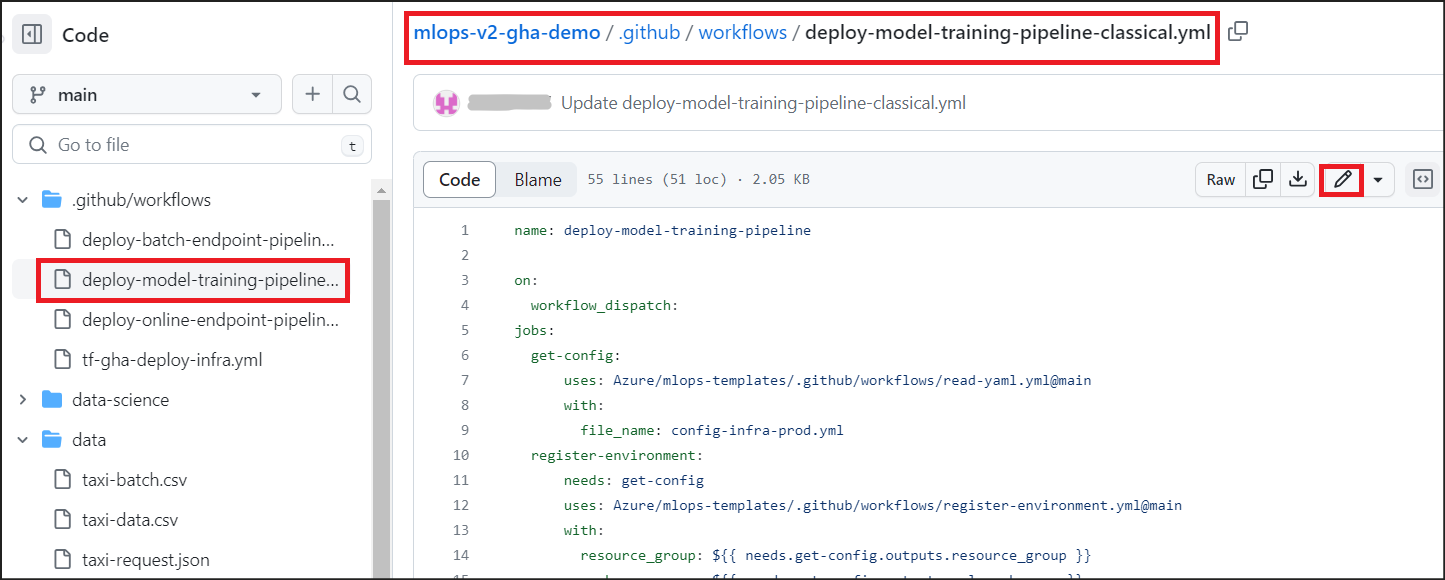 Code
main
Go to file
t
.github/workflows
deploy-batch-endpoint-pipelin...
deploy-model-training-pipeline...
deploy-online-endpoint-pipelin...
tf-gha-deploy-infra.yml
data-science
data
taxi-batch.csv
taxi-data.csv
taxi-request.json
mlops-v2-gha-demo / .github / workflows / deploy-model-training-pipeline-classical.yml
Update deploy-model-training-pipeline-classical.yml
Code Blame 55 lines (51 loc) · 2.05 KB Raw
1 name: deploy-model-training-pipeline
2
3 on:
4 workflow_dispatch:
5 jobs:
6 get-config:
7 uses: Azure/mlops-templates/.github/workflows/read-yaml.yml@main
8 with:
9 file_name: config-infra-prod.yml
10 register-environment:
11 needs: get-config
12 uses: Azure/mlops-templates/.github/workflows/register-environment.yml@main
13 with:
14 resource_group: ${{ needs.get-config.outputs.resource_group }}